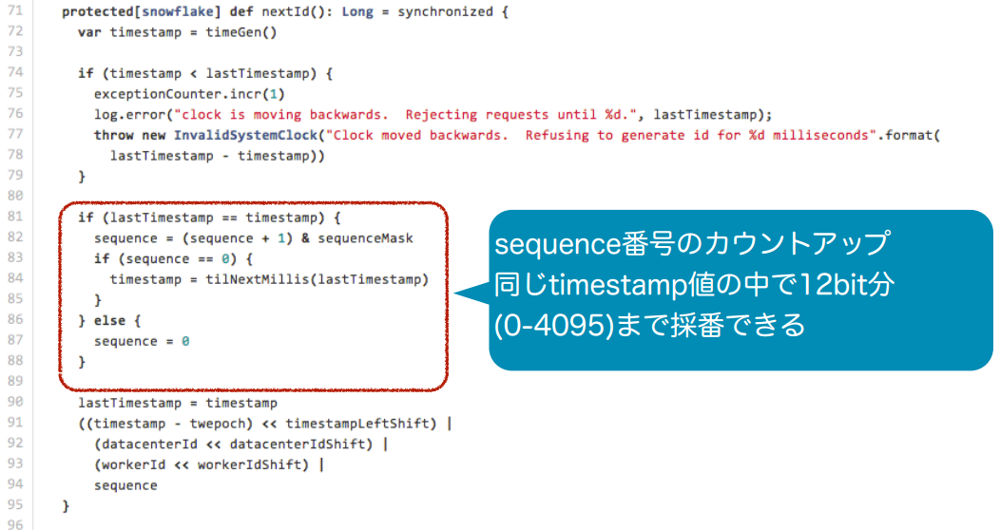 71 protected[snowflake] def nextId(): Long = synchronized {
72   var timestamp = timeGen()
73
74   if (timestamp < lastTimestamp) {
75     exceptionCounter.incr(1)
76     log.error("clock is moving backwards.  Rejecting requests until %d.", lastTimestamp);
77     throw new InvalidSystemClock("Clock moved backwards.  Refusing to generate id for %d milliseconds".format(
78       lastTimestamp - timestamp))
79   }
80
81   if (lastTimestamp == timestamp) {
82     sequence = (sequence + 1) & sequenceMask
83     if (sequence == 0) {
84       timestamp = tilNextMillis(lastTimestamp)
85     }
86   } else {
87     sequence = 0
88   }
89
90   lastTimestamp = timestamp
91   ((timestamp - twepoch) << timestampLeftShift) |
92     (datacenterId << datacenterIdShift) |
93     (workerId << workerIdShift) |
94     sequence
95 }
96
sequence番号のカウントアップ
同じtimestamp値の中で12bit分
(0-4095)まで採番できる